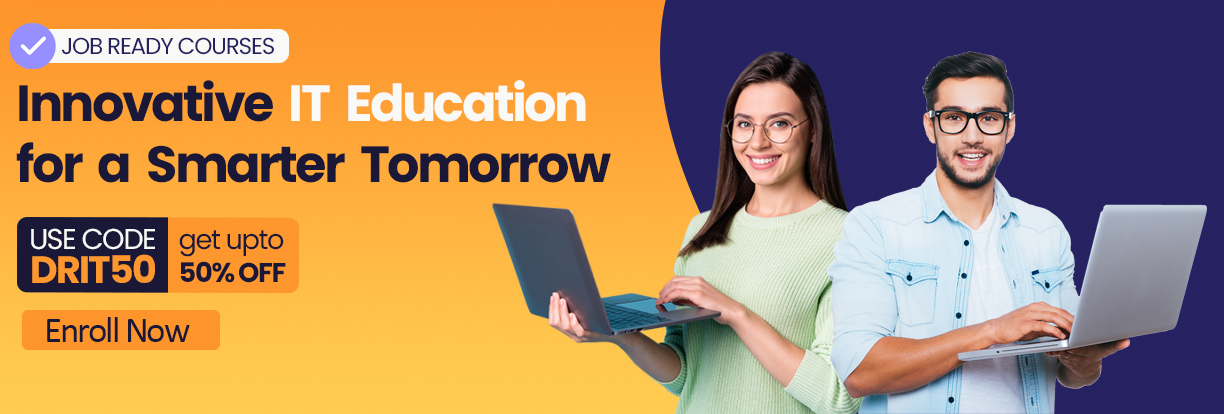 JOB READY COURSES
Innovative IT Education
for a Smarter Tomorrow
USE CODE
DRIT50
get upto
50% OFF
Enroll Now